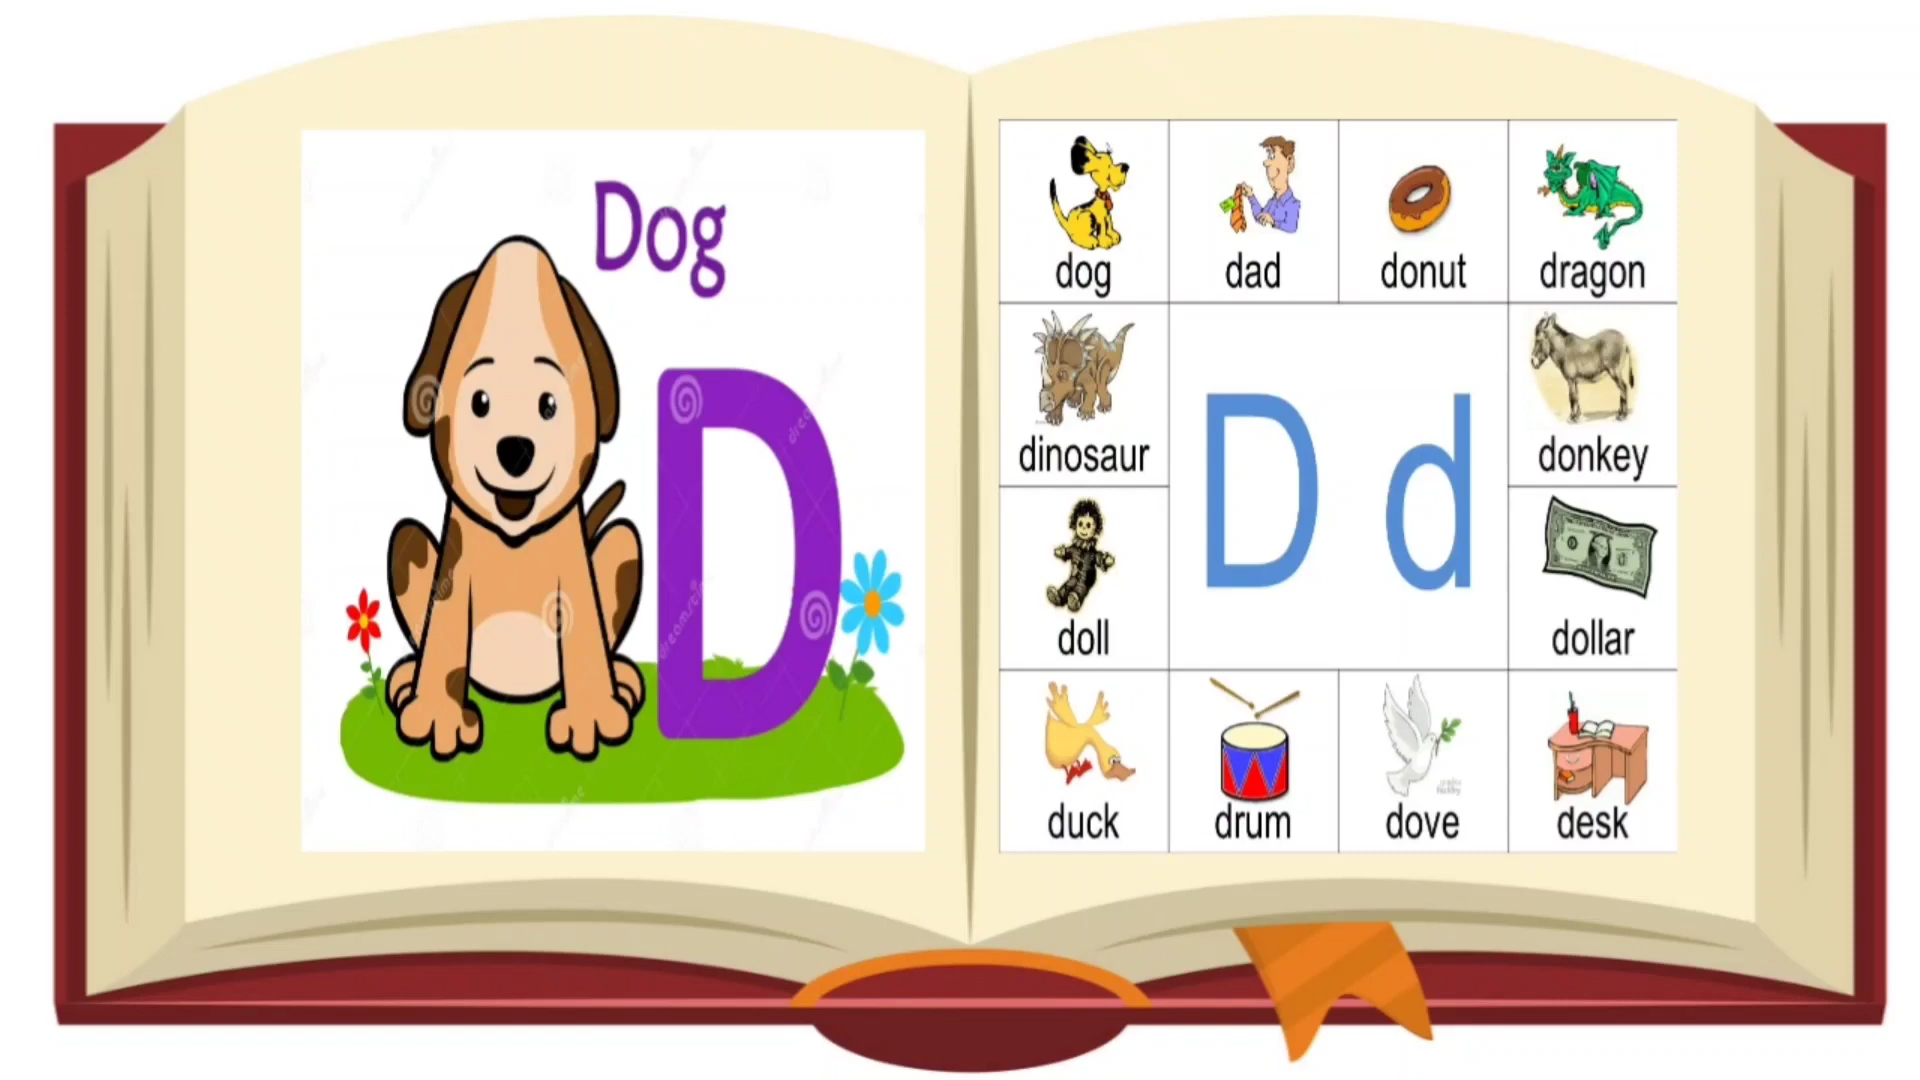 Dog
D
dog dad donut dragon
dinosaur donkey
D d
doll dollar
duck drum dove desk